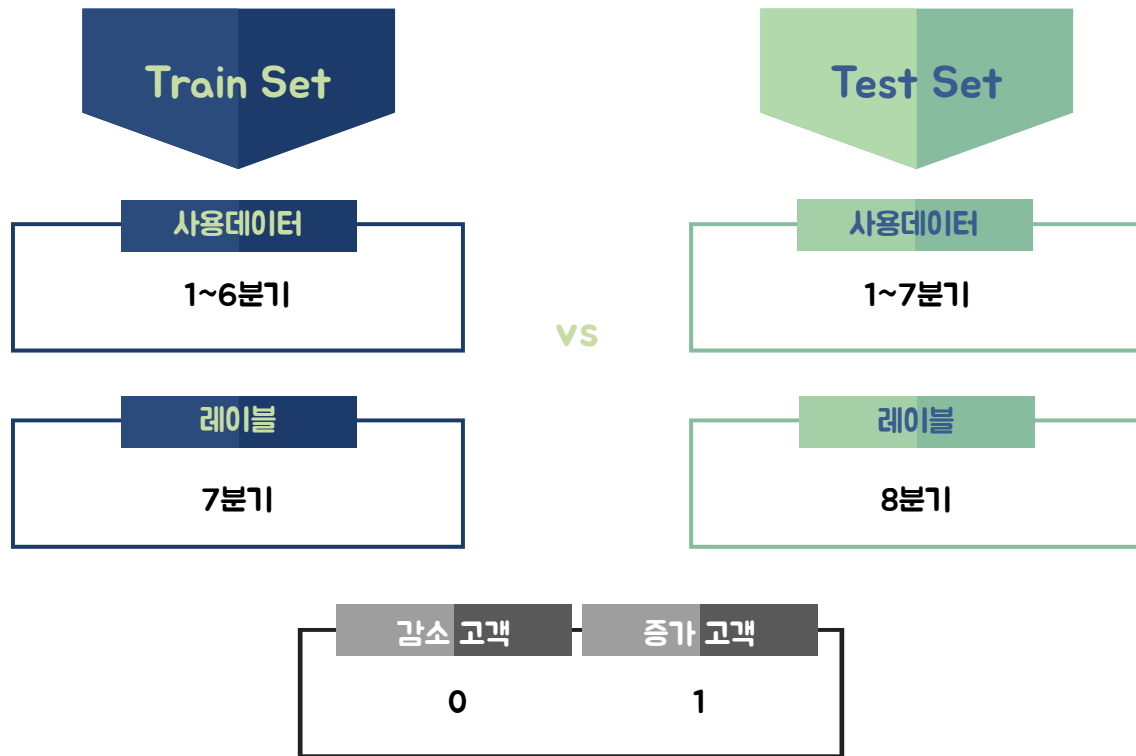 Train Set
Test Set
사용데이터
사용데이터
1~6분기
1~7분기
vs
레이블
레이블
7분기
8분기
감소 고객
증가 고객
0
1